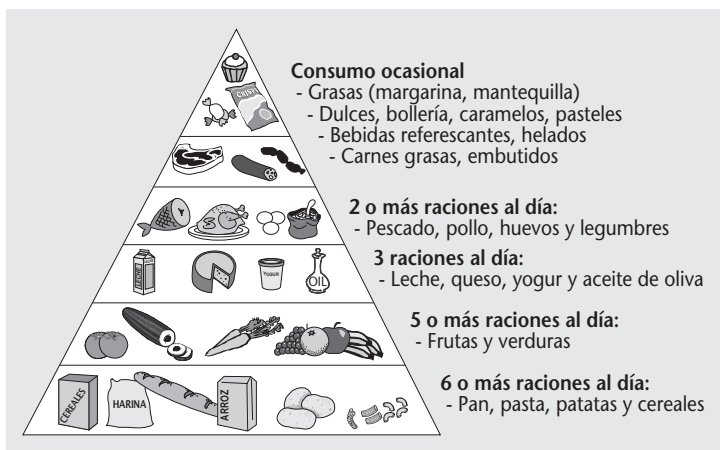 Consumo ocasional
- Grasas (margarina, mantequilla)
- Dulces, bollería, caramelos, pasteles
- Bebidas referescantes, helados
- Carnes grasas, embutidos
2 o más raciones al día:
- Pescado, pollo, huevos y legumbres
3 raciones al día:
- Leche, queso, yogur y aceite de oliva
YOGUR
OIL
5 o más raciones al día:
- Frutas y verduras
6 o más raciones al día:
- Pan, pasta, patatas y cereales
CEREALES
HARINA
ARROZ